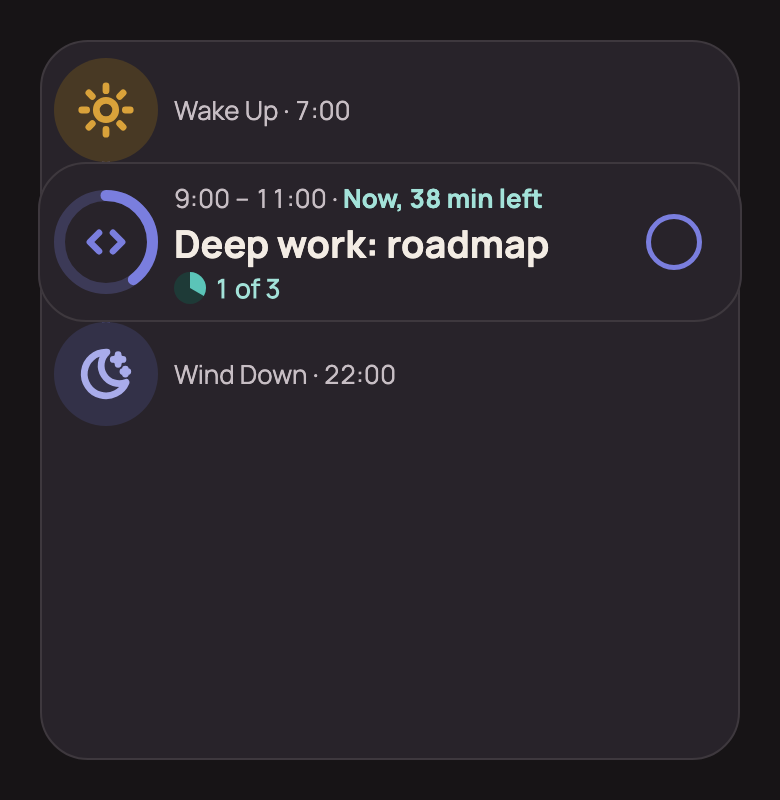 Wake Up · 7:00
9:00 – 11:00 · Now, 38 min left
Deep work: roadmap
1 of 3
Wind Down · 22:00